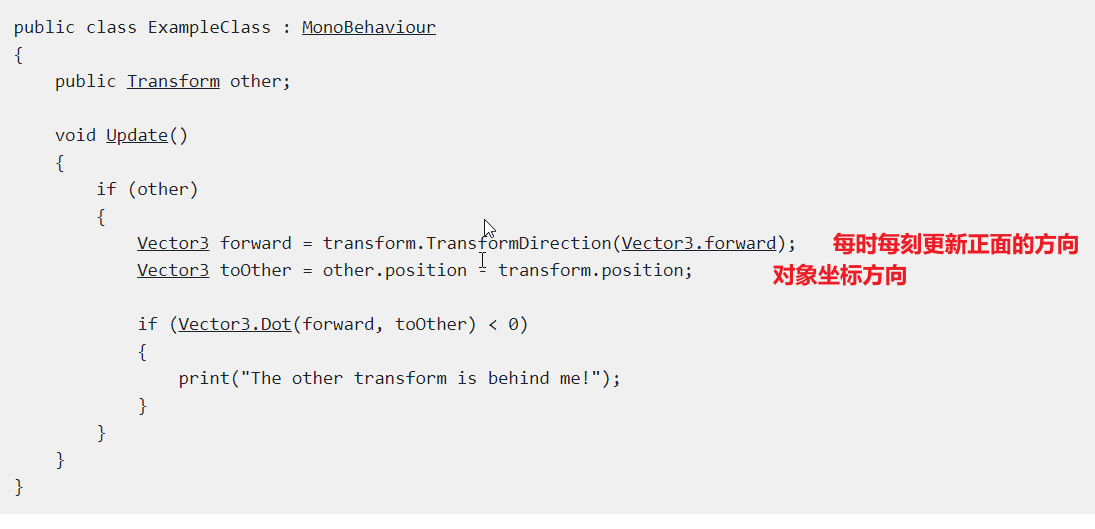 public class ExampleClass : MonoBehaviour
{
    public Transform other;
    void Update()
    {
        if (other)
        {
            Vector3 forward = transform.TransformDirection(Vector3.forward); 每时每刻更新正面的方向
            Vector3 toOther = other.position - transform.position; 对象坐标方向
            if (Vector3.Dot(forward, toOther) < 0)
            {
                print("The other transform is behind me!");
            }
        }
    }
}